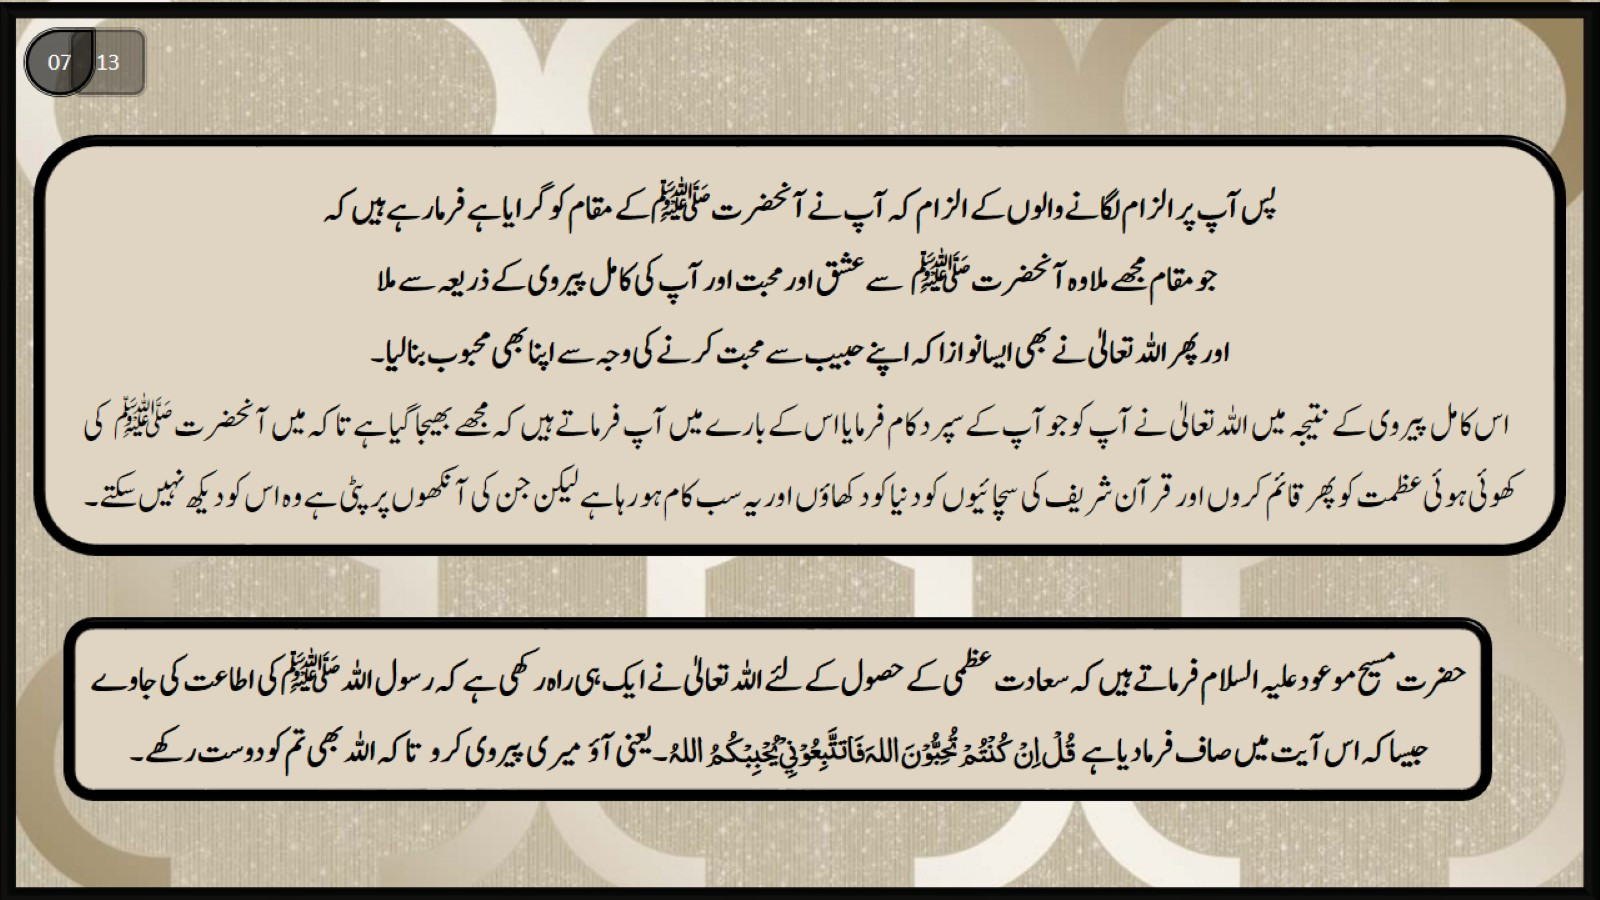 07 13
پس آپ پر الزام لگانے والوں کے الزام کہ آپ نے آنحضرت ﷺ کے مقام کو گرایا ہے فرما رہے ہیں کہ
جو مقام مجھے ملا وہ آنحضرت ﷺ سے عشق اور محبت اور آپ کی کامل پیروی کے ذریعہ سے ملا
اور پھر اللہ تعالیٰ نے بھی ایسا نوازا کہ اپنے حبیب سے محبت کرنے کی وجہ سے اپنا بھی محبوب بنا لیا۔
اس کامل پیروی کے نتیجہ میں اللہ تعالیٰ نے آپ کو جو آپ کے سپرد کام فرمایا اس کے بارے میں آپ فرماتے ہیں کہ مجھے بھیجا گیا ہے تا کہ میں آنحضرت ﷺ کی
کھوئی ہوئی عظمت کو پھر قائم کروں اور قرآن شریف کی سچائیوں کو دنیا کو دکھاؤں اور یہ سب کام ہو رہا ہے لیکن جن کی آنکھوں پر پٹی ہے وہ اس کو دیکھ نہیں سکتے۔
حضرت مسیح موعود علیہ السلام فرماتے ہیں کہ سعادت عظمی کے حصول کے لئے اللہ تعالیٰ نے ایک ہی راہ رکھی ہے کہ رسول اللہ ﷺ کی اطاعت کی جاوے
جیسا کہ اس آیت میں صاف فرما دیا ہے قُلْ اِنْ كُنْتُمْ تُحِبُّوْنَ اللہَ فَاتَّبِعُوْنِیْ یُحْبِبْكُمُ اللہُ۔ یعنی آؤ میری پیروی کرو تا کہ اللہ بھی تم کو دوست رکھے۔